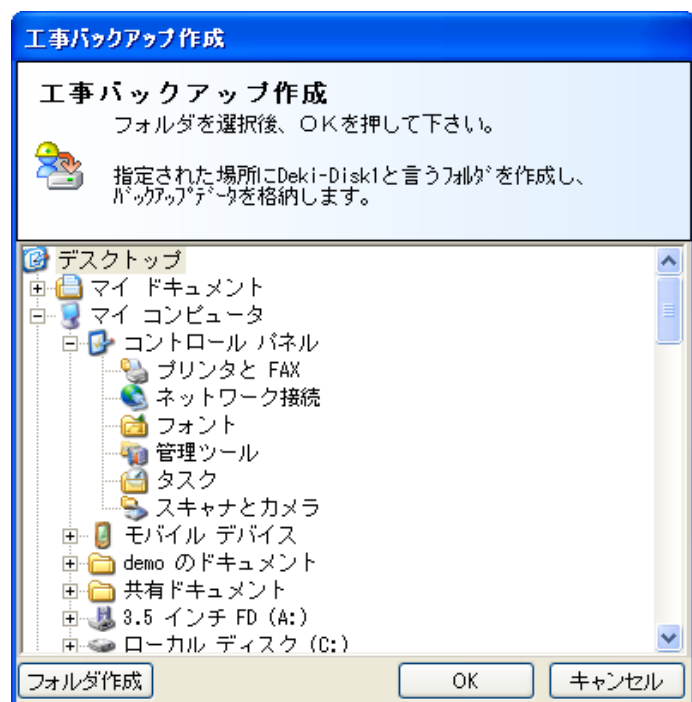 工事バックアップ作成
工事バックアップ作成
フォルダを選択後、OKを押して下さい。
指定された場所にDeki-Disk1と言うフォルダを作成し、
バックアップデータを格納します。
デスクトップ
マイ ドキュメント
マイ コンピュータ
コントロール パネル
プリンタと FAX
ネットワーク接続
フォント
管理ツール
タスク
スキャナとカメラ
モバイル デバイス
demo のドキュメント
共有ドキュメント
3.5 インチ FD (A:)
ローカル ディスク (C:)
フォルダ作成
OK
キャンセル